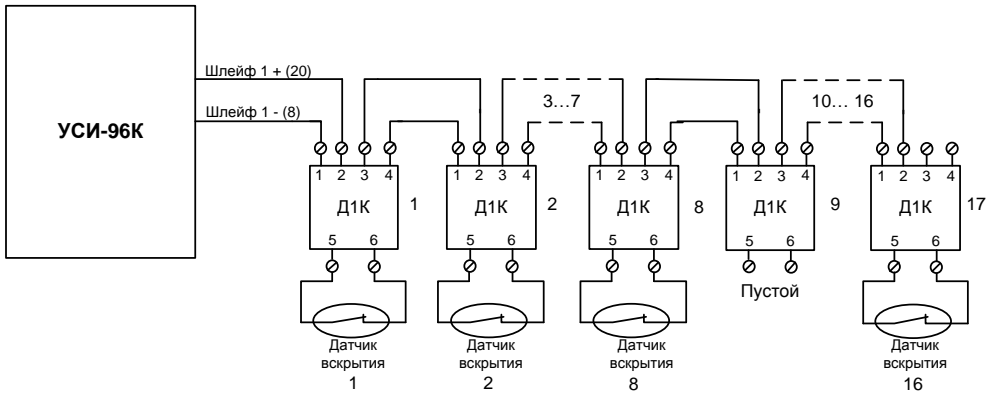 УСИ-96К
Шлейф 1 + (20)
Шлейф 1 - (8)
3…7
10… 16
1 2 3 4
1 2 3 4
1 2 3 4
1 2 3 4
1 2 3 4
Д1К 1
Д1К 2
Д1К 8
Д1К 9
Д1К 17
5 6
5 6
5 6
5 6
5 6
Пустой
Датчик
вскрытия
1
Датчик
вскрытия
2
Датчик
вскрытия
8
Датчик
вскрытия
16